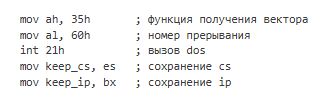 mov ah, 35h ; функция получения вектора
mov al, 60h ; номер прерывания
int 21h ; вызов dos
mov keep_cs, es ; сохранение cs
mov keep_ip, bx ; сохранение ip